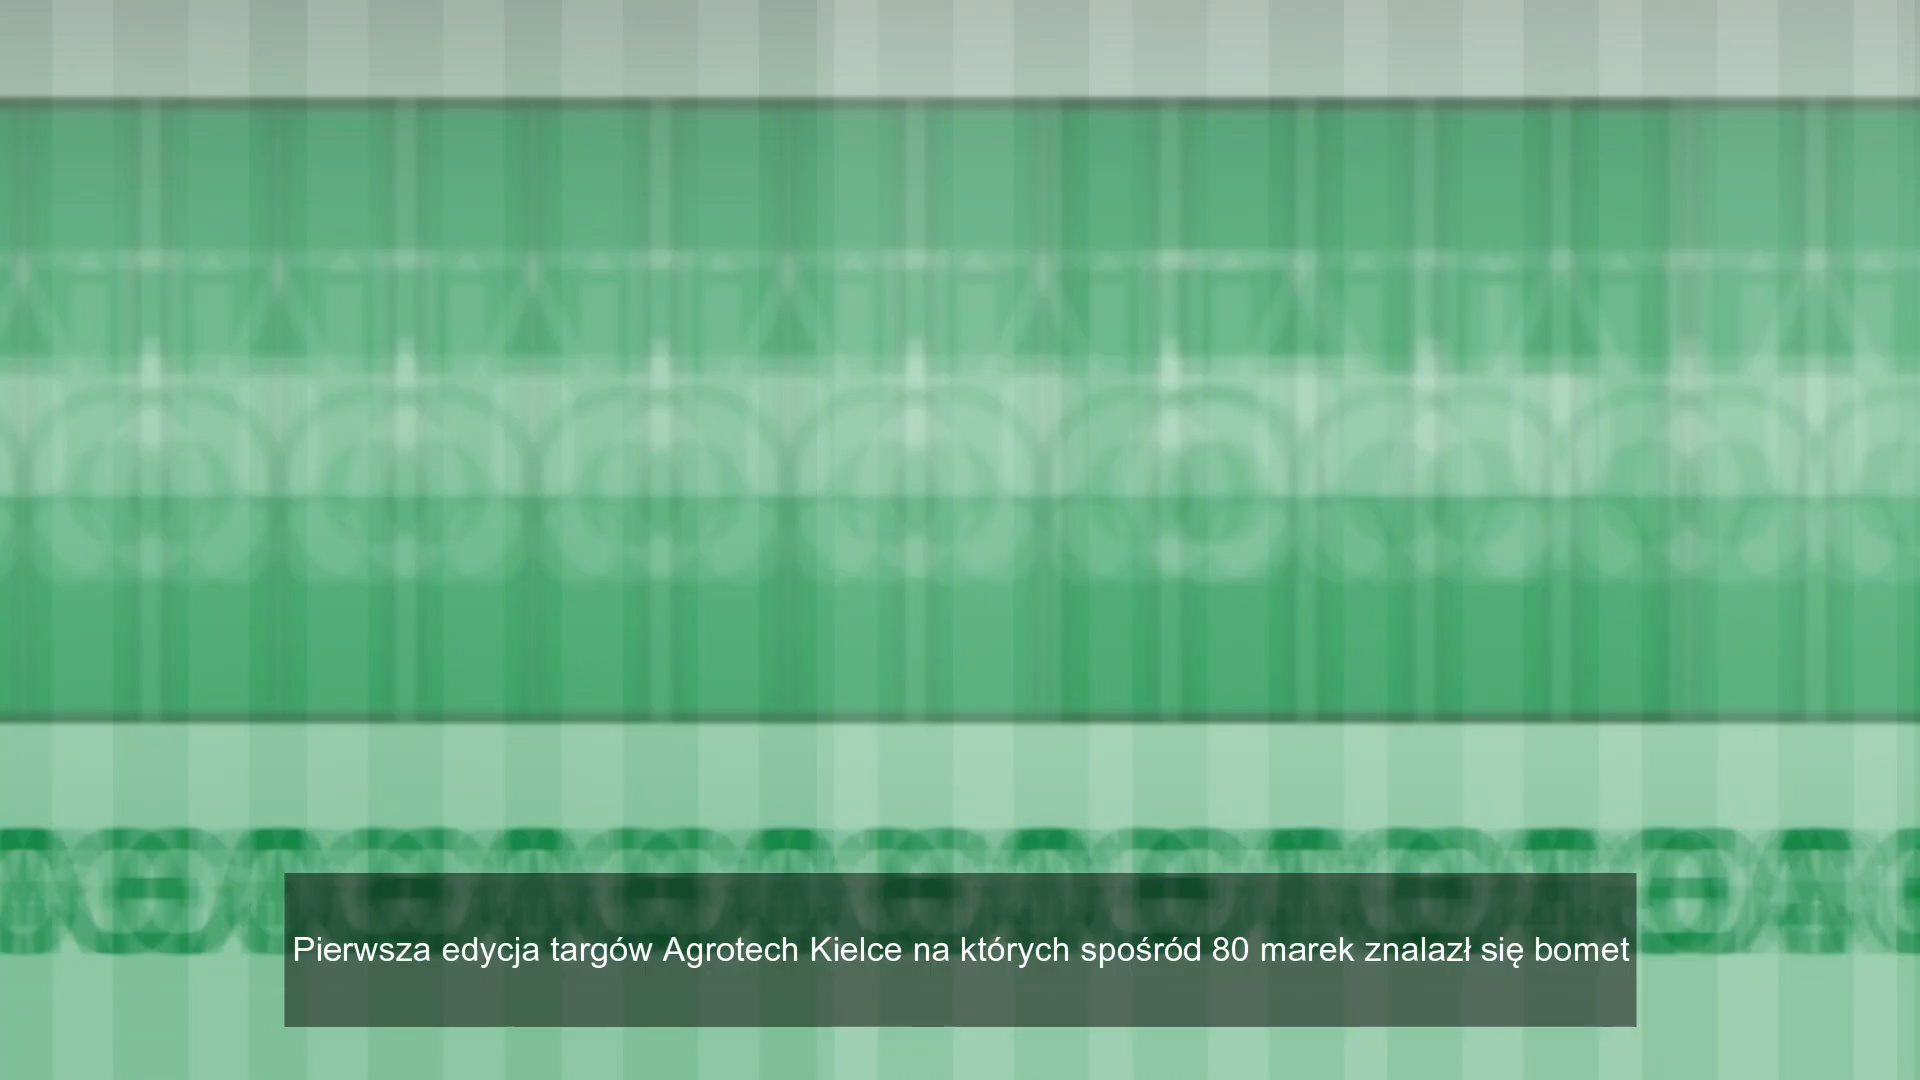 Pierwsza edycja targów Agrotech Kielce na których spośród 80 marek znalazł się bomet